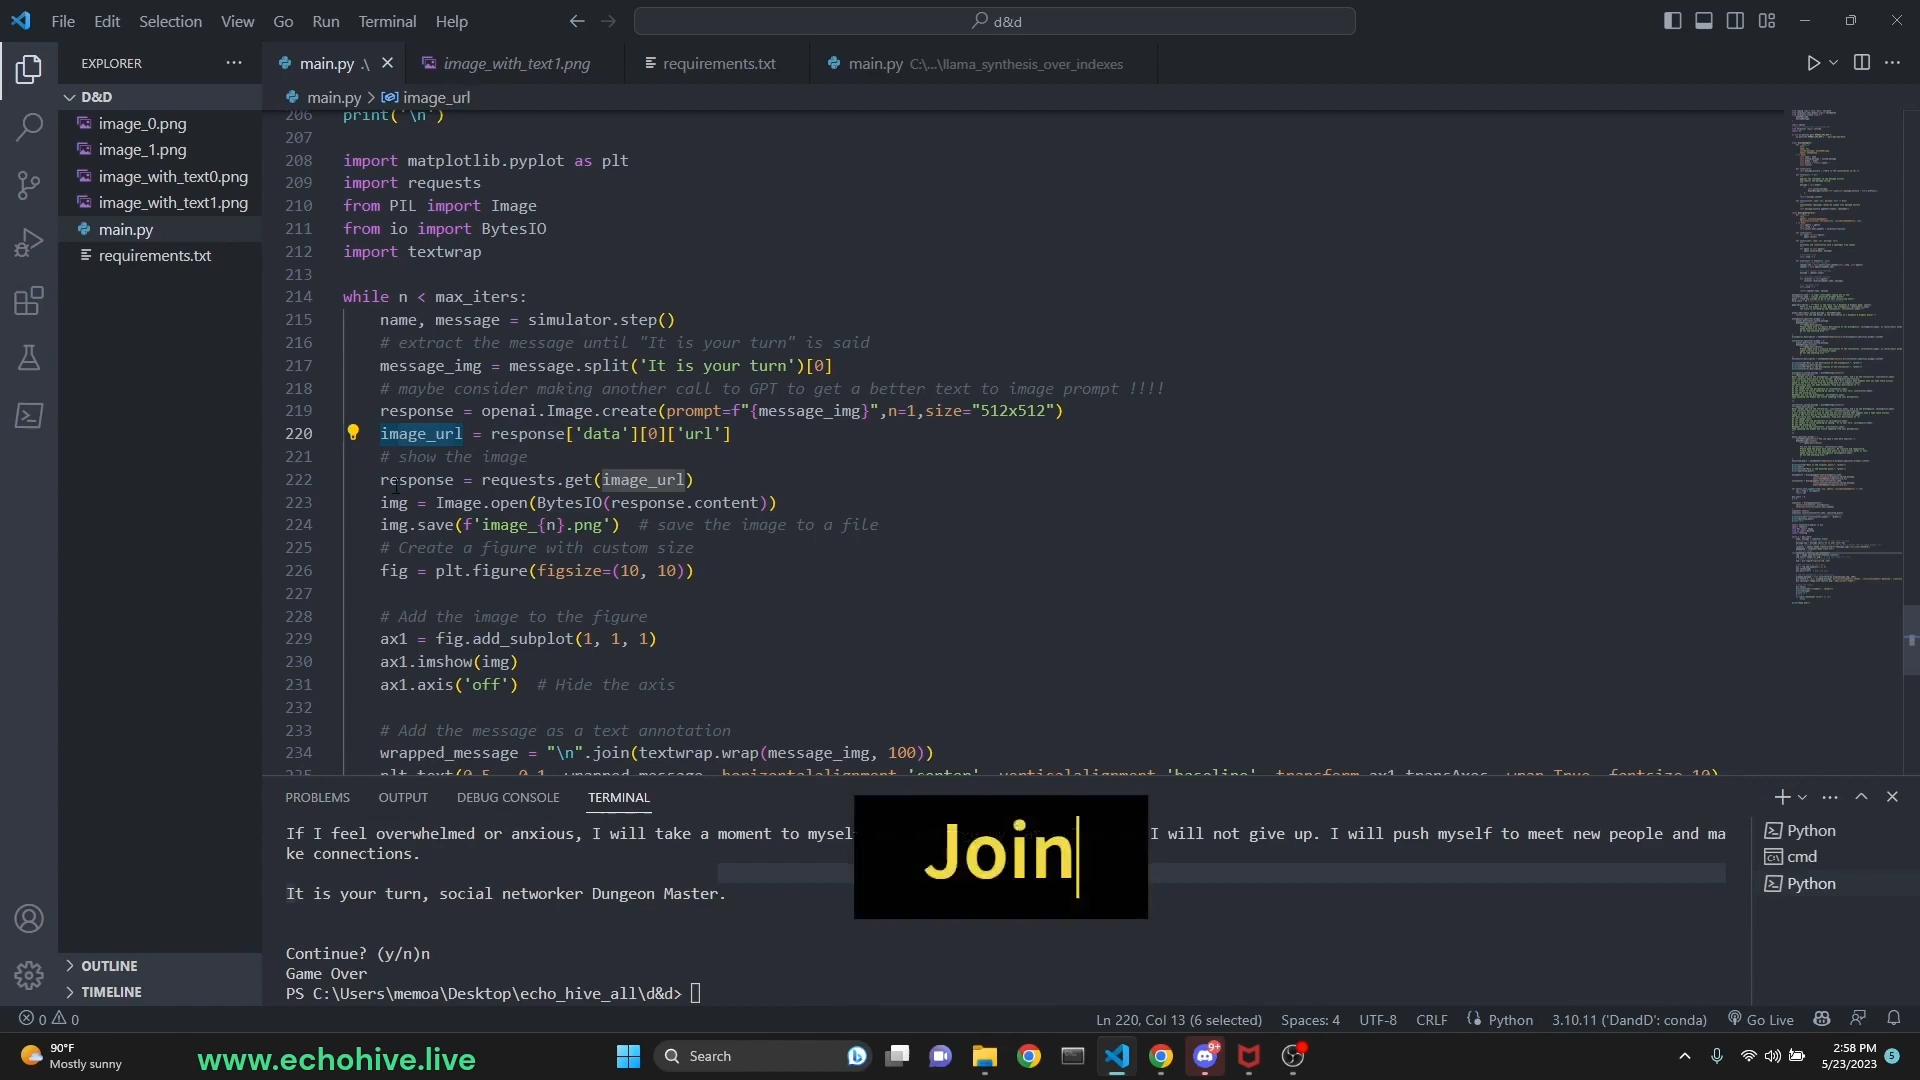 File Edit Selection View Go Run Terminal Help
d&d
EXPLORER
main.py .\
image_with_text1.png
requirements.txt
main.py C:\...\llama_synthesis_over_indexes
D&D
main.py > image_url
image_0.png
image_1.png
image_with_text0.png
image_with_text1.png
main.py
requirements.txt
206 print('\n')
207
208 import matplotlib.pyplot as plt
209 import requests
210 from PIL import Image
211 from io import BytesIO
212 import textwrap
213
214 while n < max_iters:
215 name, message = simulator.step()
216 # extract the message until "It is your turn" is said
217 message_img = message.split('It is your turn')[0]
218 # maybe consider making another call to GPT to get a better text to image prompt !!!!
219 response = openai.Image.create(prompt=f"{message_img}",n=1,size="512x512")
220 image_url = response['data'][0]['url']
221 # show the image
222 response = requests.get(image_url)
223 img = Image.open(BytesIO(response.content))
224 img.save(f'image_{n}.png') # save the image to a file
225 # Create a figure with custom size
226 fig = plt.figure(figsize=(10, 10))
227
228 # Add the image to the figure
229 ax1 = fig.add_subplot(1, 1, 1)
230 ax1.imshow(img)
231 ax1.axis('off') # Hide the axis
232
233 # Add the message as a text annotation
234 wrapped_message = "\n".join(textwrap.wrap(message_img, 100))
PROBLEMS OUTPUT DEBUG CONSOLE TERMINAL
If I feel overwhelmed or anxious, I will take a moment to mysel I will not give up. I will push myself to meet new people and ma
ke connections.
It is your turn, social networker Dungeon Master.
Continue? (y/n)n
Game Over
PS C:\Users\memoa\Desktop\echo_hive_all\d&d>
Join
Python
cmd
Python
OUTLINE
TIMELINE
0 0
Ln 220, Col 13 (6 selected) Spaces: 4 UTF-8 CRLF Python 3.10.11 ('DandD': conda) Go Live
90°F
Mostly sunny
www.echohive.live
Search
9+
2:58 PM
5/23/2023
5